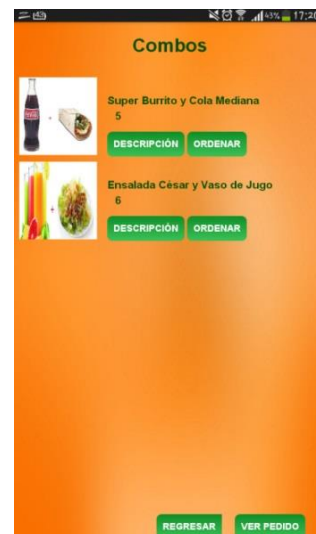 43% 17:20
Combos
Super Burrito y Cola Mediana
5
DESCRIPCIÓN ORDENAR
Ensalada César y Vaso de Jugo
6
DESCRIPCIÓN ORDENAR
REGRESAR VER PEDIDO